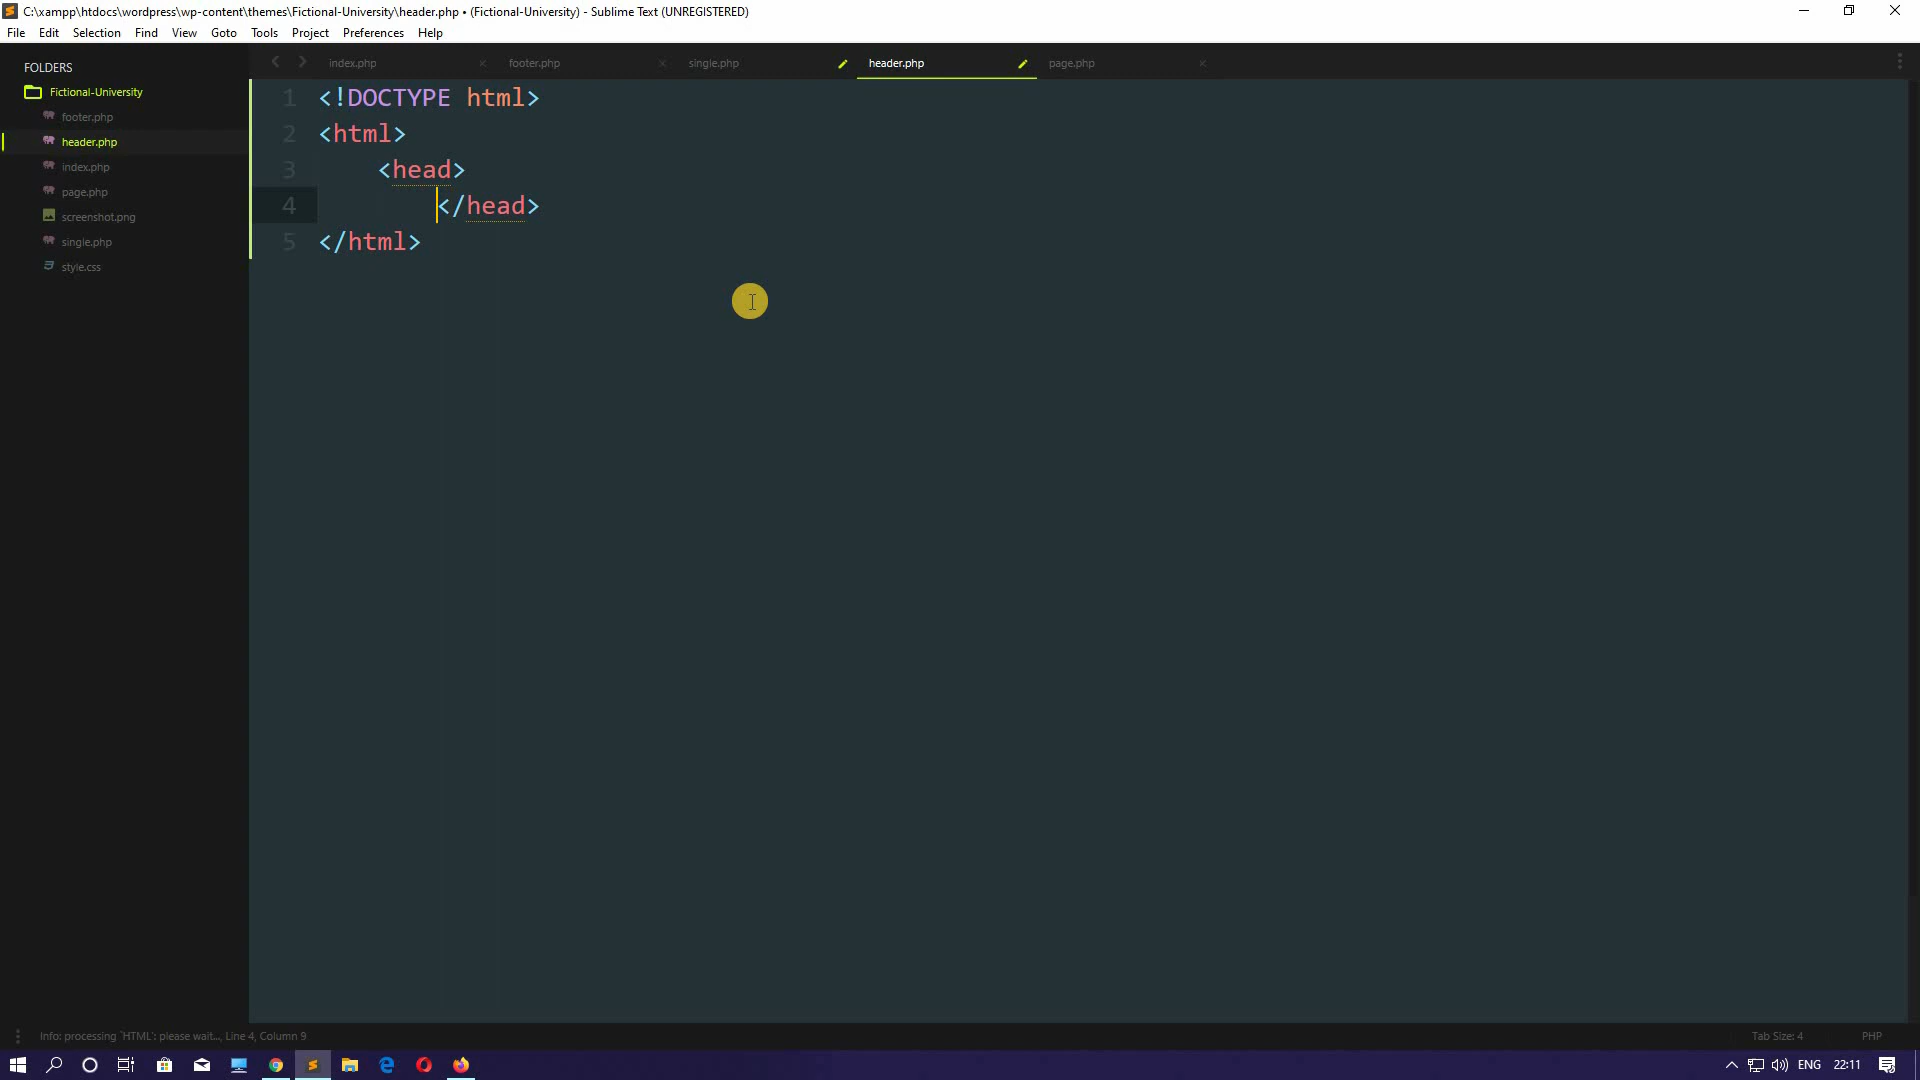 C:\xampp\htdocs\wordpress\wp-content\themes\Fictional-University\header.php • (Fictional-University) - Sublime Text (UNREGISTERED)
File Edit Selection Find View Goto Tools Project Preferences Help
FOLDERS
Fictional-University
footer.php
header.php
index.php
page.php
screenshot.png
single.php
style.css
index.php footer.php single.php header.php page.php
1 <!DOCTYPE html>
2 <html>
3 <head>
4 </head>
5 </html>
Info: processing `HTML`: please wait..., Line 4, Column 9
Tab Size: 4 PHP
ENG 22:11